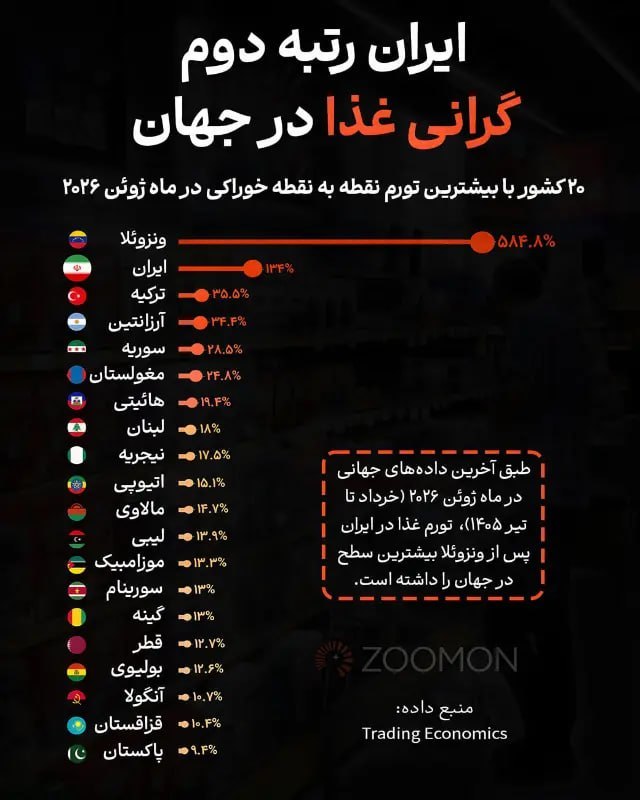 ایران رتبه دوم
گرانی غذا در جهان
۲۰ کشور با بیشترین تورم نقطه به نقطه خوراکی در ماه ژوئن ۲۰۲۶
ونزوئلا ۵۸۴.۸%
ایران ۱۳۴%
ترکیه ۳۵.۵%
آرژانتین ۳۴.۴%
سوریه ۲۸.۵%
مغولستان ۲۴.۸%
هائیتی ۱۹.۴%
لبنان ۱۸%
نیجریه ۱۷.۵%
اتیوپی ۱۵.۱%
مالاوی ۱۴.۷%
لیبی ۱۳.۹%
موزامبیک ۱۳.۳%
سورینام ۱۳%
گینه ۱۳%
قطر ۱۲.۷%
بولیوی ۱۲.۶%
آنگولا ۱۰.۷%
قزاقستان ۱۰.۴%
پاکستان ۹.۴%
طبق آخرین داده‌های جهانی
در ماه ژوئن ۲۰۲۶ (خرداد تا
تیر ۱۴۰۵)، تورم غذا در ایران
پس از ونزوئلا بیشترین سطح
در جهان را داشته است.
ZOOMON
منبع داده:
Trading Economics